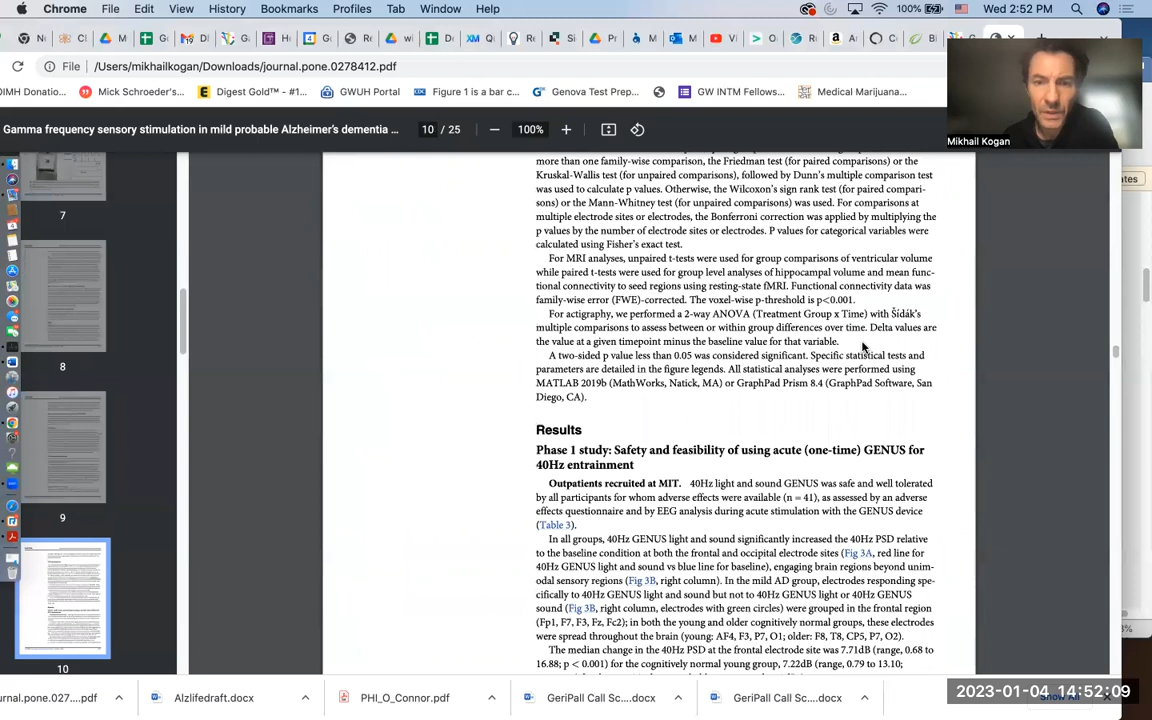 Chrome File Edit View History Bookmarks Profiles Tab Window Help 100% Wed 2:52 PM
File /Users/mikhailkogan/Downloads/journal.pone.0278412.pdf
DIMH Donatio... Mick Schroeder's... Digest Gold™ - #1... GWUH Portal Figure 1 is a bar c... Genova Test Prep... GW INTM Fellows... Medical Marijuana...
Mikhail Kogan
Gamma frequency sensory stimulation in mild probable Alzheimer's dementia ... 10 / 25 100%
more than one family-wise comparison, the Friedman test (for paired comparisons) or the
Kruskal-Wallis test (for unpaired comparisons), followed by Dunn's multiple comparison test
was used to calculate p values. Otherwise, the Wilcoxon's sign rank test (for paired compari-
sons) or the Mann-Whitney test (for unpaired comparisons) was used. For comparisons at
multiple electrode sites or electrodes, the Bonferroni correction was applied by multiplying the
p values by the number of electrode sites or electrodes. P values for categorical variables were
calculated using Fisher's exact test.
For MRI analyses, unpaired t-tests were used for group comparisons of ventricular volume
while paired t-tests were used for group level analyses of hippocampal volume and mean func-
tional connectivity to seed regions using resting-state fMRI. Functional connectivity data was
family-wise error (FWE)-corrected. The voxel-wise p-threshold is p<0.001.
For actigraphy, we performed a 2-way ANOVA (Treatment Group x Time) with Šídák's
multiple comparisons to assess between or within group differences over time. Delta values are
the value at a given timepoint minus the baseline value for that variable.
A two-sided p value less than 0.05 was considered significant. Specific statistical tests and
parameters are detailed in the figure legends. All statistical analyses were performed using
MATLAB 2019b (MathWorks, Natick, MA) or GraphPad Prism 8.4 (GraphPad Software, San
Diego, CA).
Results
Phase 1 study: Safety and feasibility of using acute (one-time) GENUS for
40Hz entrainment
Outpatients recruited at MIT. 40Hz light and sound GENUS was safe and well tolerated
by all participants for whom adverse effects were available (n = 41), as assessed by an adverse
effects questionnaire and by EEG analysis during acute stimulation with the GENUS device
(Table 3).
In all groups, 40Hz GENUS light and sound significantly increased the 40Hz PSD relative
to the baseline condition at both the frontal and occipital electrode sites (Fig 3A, red line for
40Hz GENUS light and sound vs blue line for baseline), engaging brain regions beyond unim-
odal sensory regions (Fig 3B, right column). In the mild AD group, electrodes responding spe-
cifically to 40Hz GENUS light and sound but not to 40Hz GENUS light or 40Hz GENUS
sound (Fig 3B, right column, electrodes with green circles) were grouped in the frontal region
(Fp1, F7, F3, Fz, Fc2); in both the young and older cognitively normal groups, these electrodes
were spread throughout the brain (young: AF4, F3, P7, O1; older: F8, T8, CP5, P7, O2).
The median change in the 40Hz PSD at the frontal electrode site was 7.71dB (range, 0.68 to
16.88; p < 0.001) for the cognitively normal young group, 7.22dB (range, 0.79 to 13.10;
7
8
9
10
urnal.pone.027....pdf Alzlifedraft.docx PHI_O_Connor.pdf GeriPall Call Sc....docx GeriPall Call Sc....docx
2023-01-04 14:52:09